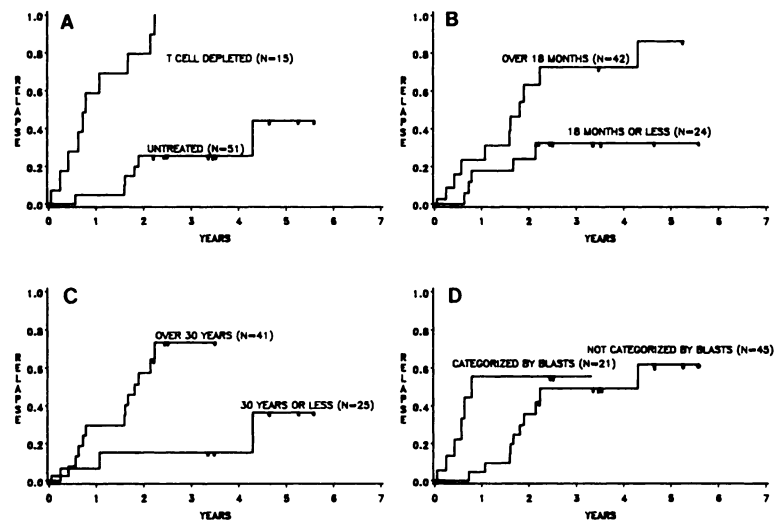 A
T CELL DEPLETED (N=15)
UNTREATED (N=51)
RELAPSE
1.0
0.8
0.6
0.4
0.2
0.0
0 1 2 3 4 5 6 7
YEARS
B
OVER 18 MONTHS (N=42)
18 MONTHS OR LESS (N=24)
RELAPSE
1.0
0.8
0.6
0.4
0.2
0.0
0 1 2 3 4 5 6 7
YEARS
C
OVER 30 YEARS (N=41)
30 YEARS OR LESS (N=25)
RELAPSE
1.0
0.8
0.6
0.4
0.2
0.0
0 1 2 3 4 5 6 7
YEARS
D
NOT CATEGORIZED BY BLASTS (N=45)
CATEGORIZED BY BLASTS (N=21)
RELAPSE
1.0
0.8
0.6
0.4
0.2
0.0
0 1 2 3 4 5 6 7
YEARS